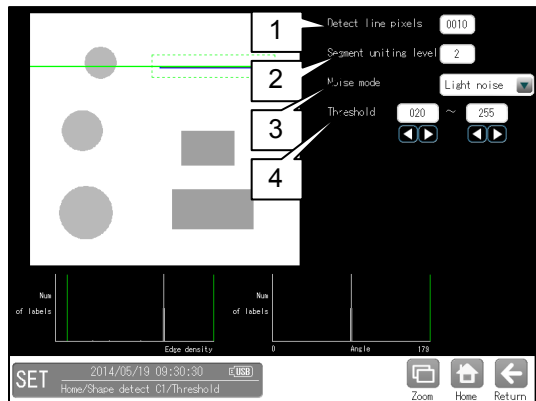 1 Detect line pixels 0010
2 Segment uniting level 2
3 Noise mode Light noise
4 Threshold 020 ~ 255
Num of labels
Edge density
Num of labels
0 Angle 179
SET 2014/05/19 09:30:30 USB
Home/Shape detect C1/Threshold
Zoom Home Return